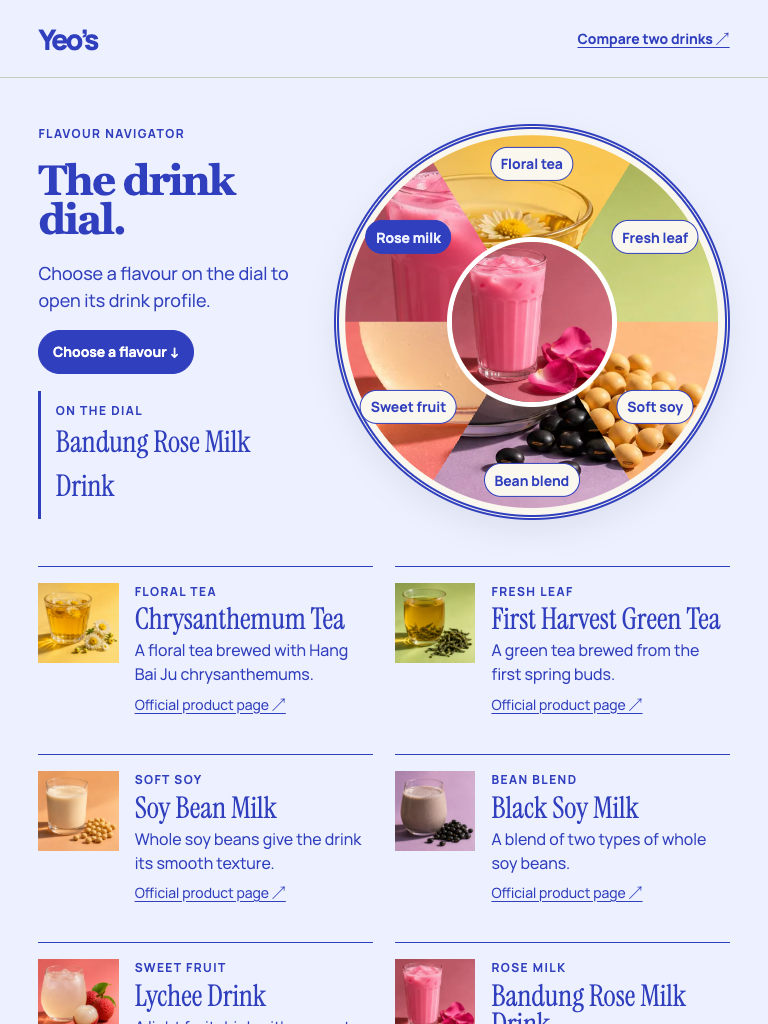 Yeo's
Compare two drinks ↗
FLAVOUR NAVIGATOR
The drink
dial.
Choose a flavour on the dial to
open its drink profile.
Choose a flavour ↓
ON THE DIAL
Bandung Rose Milk
Drink
Floral tea
Rose milk
Fresh leaf
Sweet fruit
Soft soy
Bean blend
FLORAL TEA
Chrysanthemum Tea
A floral tea brewed with Hang
Bai Ju chrysanthemums.
Official product page ↗
FRESH LEAF
First Harvest Green Tea
A green tea brewed from the
first spring buds.
Official product page ↗
SOFT SOY
Soy Bean Milk
Whole soy beans give the drink
its smooth texture.
Official product page ↗
BEAN BLEND
Black Soy Milk
A blend of two types of whole
soy beans.
Official product page ↗
SWEET FRUIT
Lychee Drink
ROSE MILK
Bandung Rose Milk
Drink